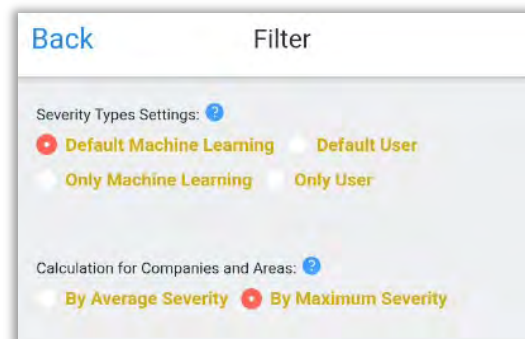 Back Filter
Severity Types Settings: ?
Default Machine Learning Default User
Only Machine Learning Only User
Calculation for Companies and Areas: ?
By Average Severity By Maximum Severity